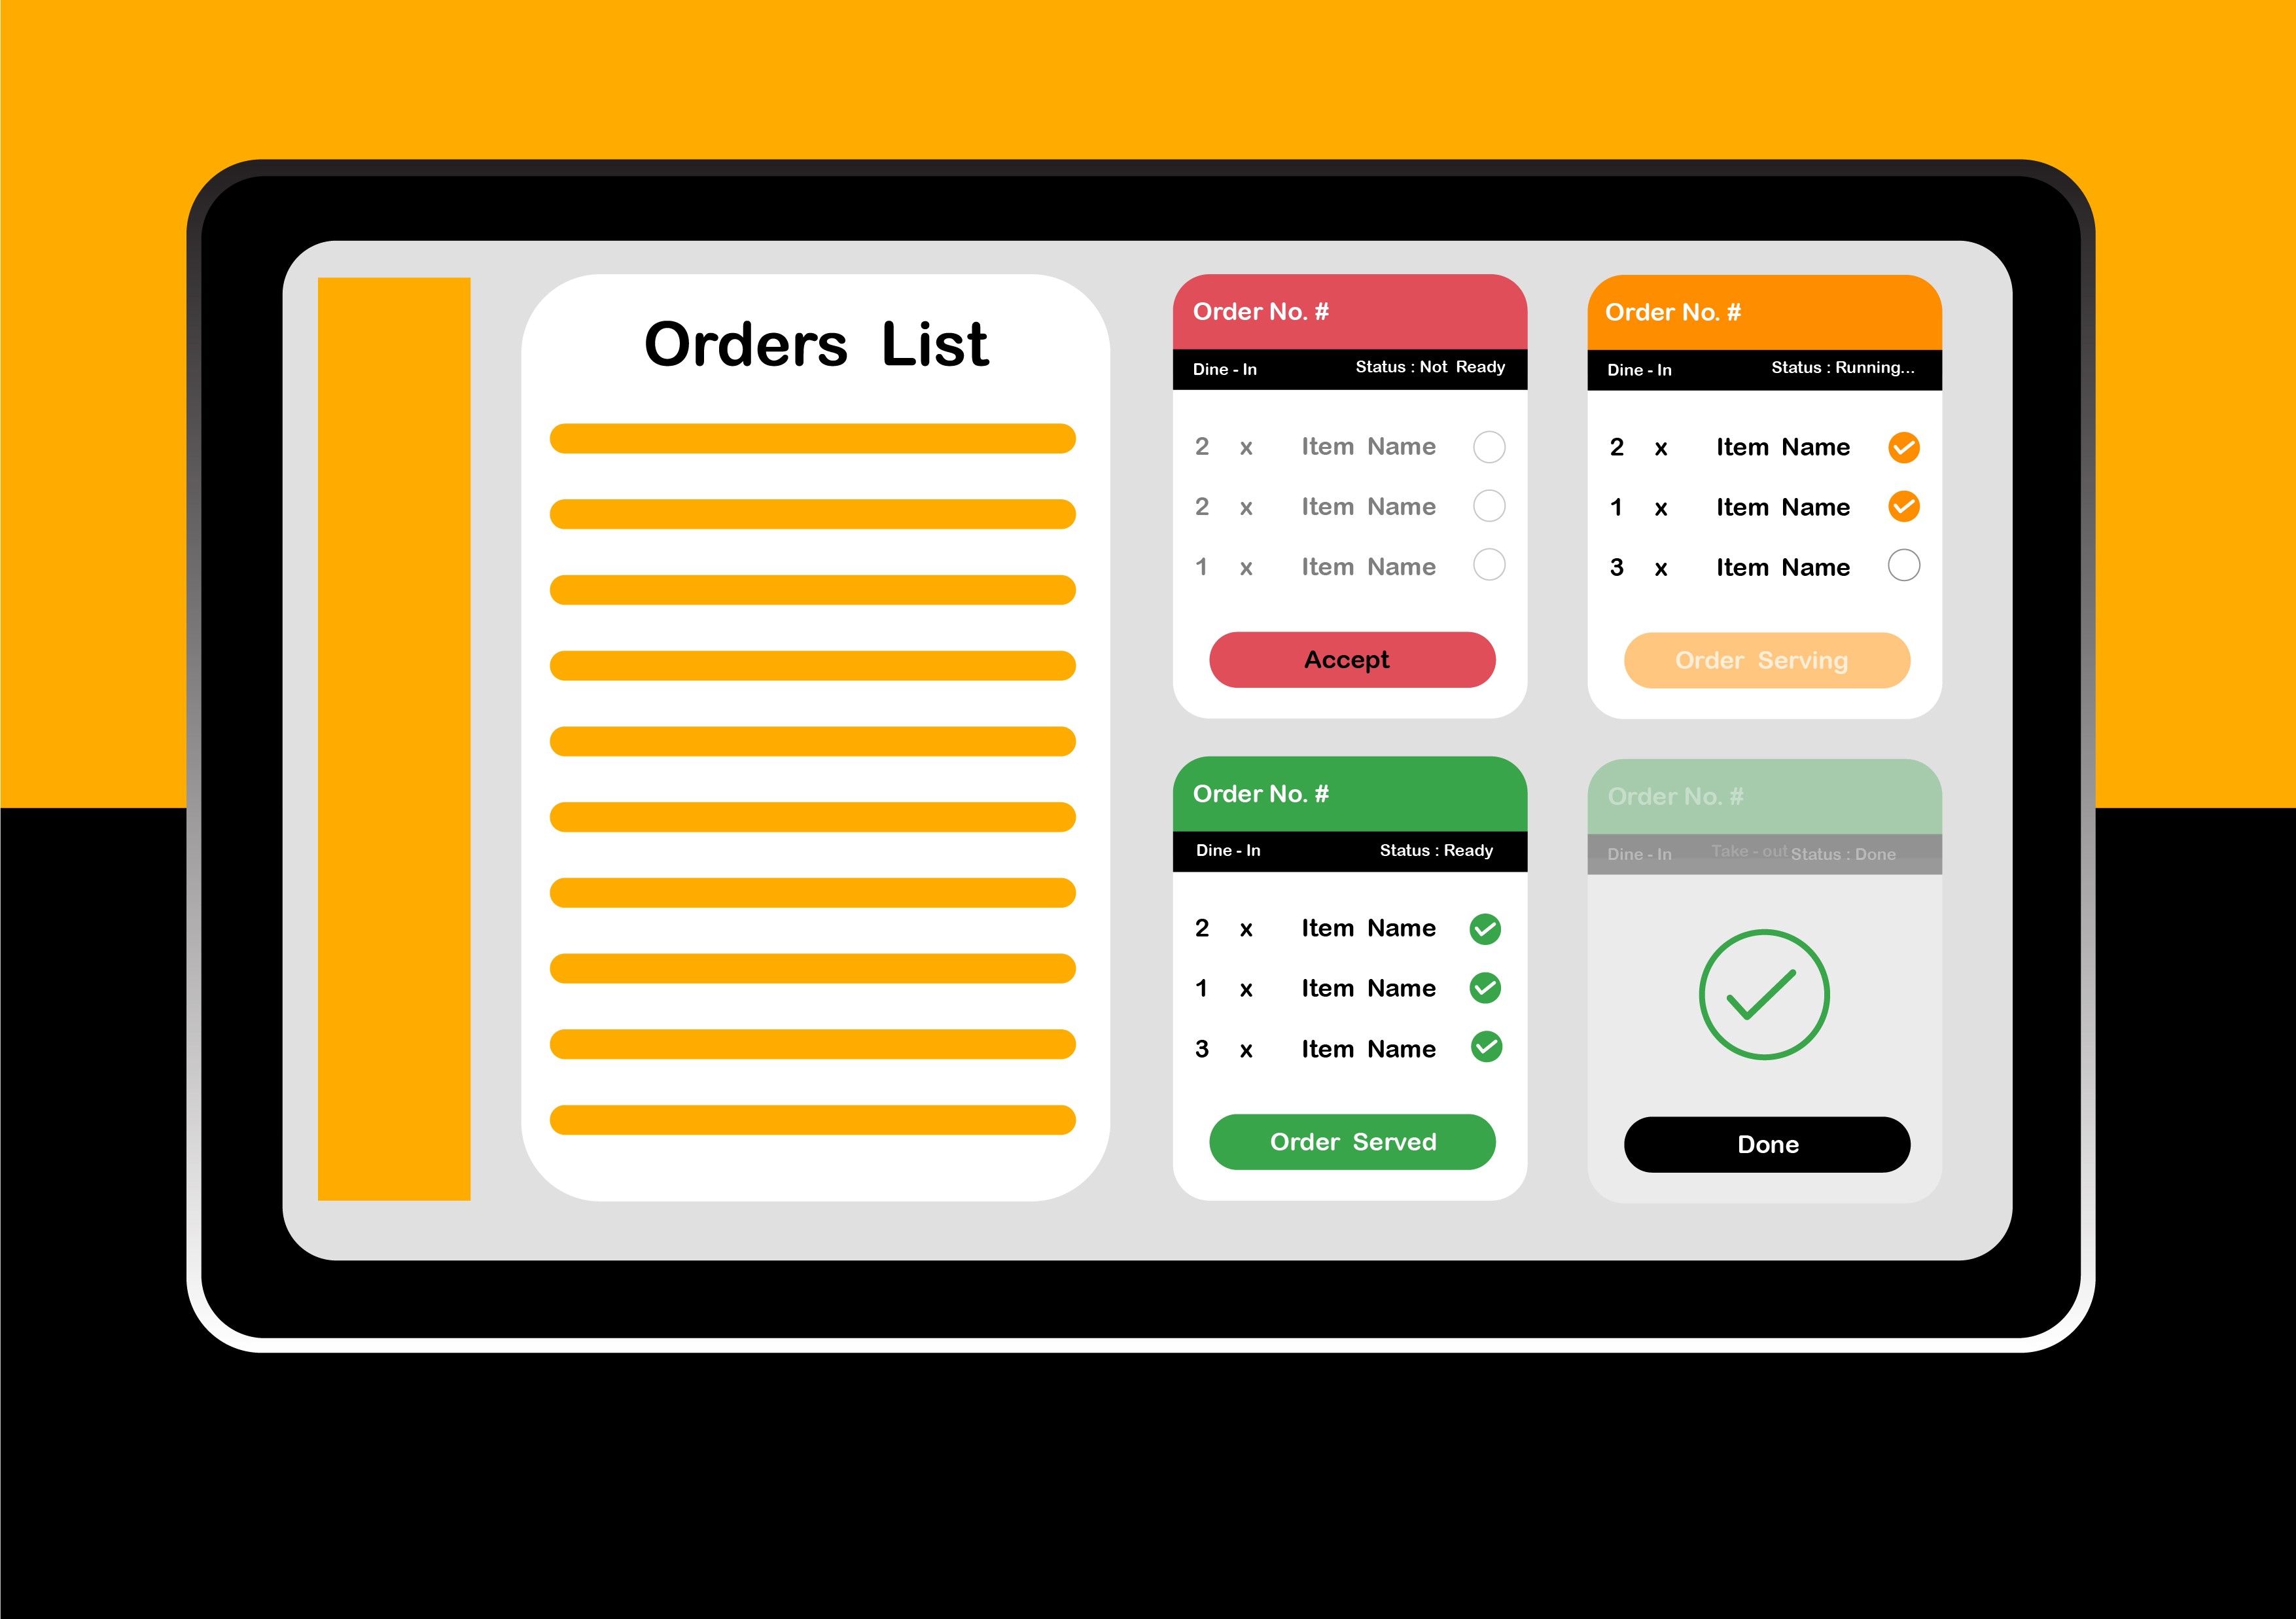 Orders List
Order No. #
Dine - In Status : Not Ready
2 x Item Name
2 x Item Name
1 x Item Name
Accept
Order No. #
Dine - In Status : Running...
2 x Item Name
1 x Item Name
3 x Item Name
Order Serving
Order No. #
Dine - In Status : Ready
2 x Item Name
1 x Item Name
3 x Item Name
Order Served
Order No. #
Dine - In Take - out Status : Done
Done